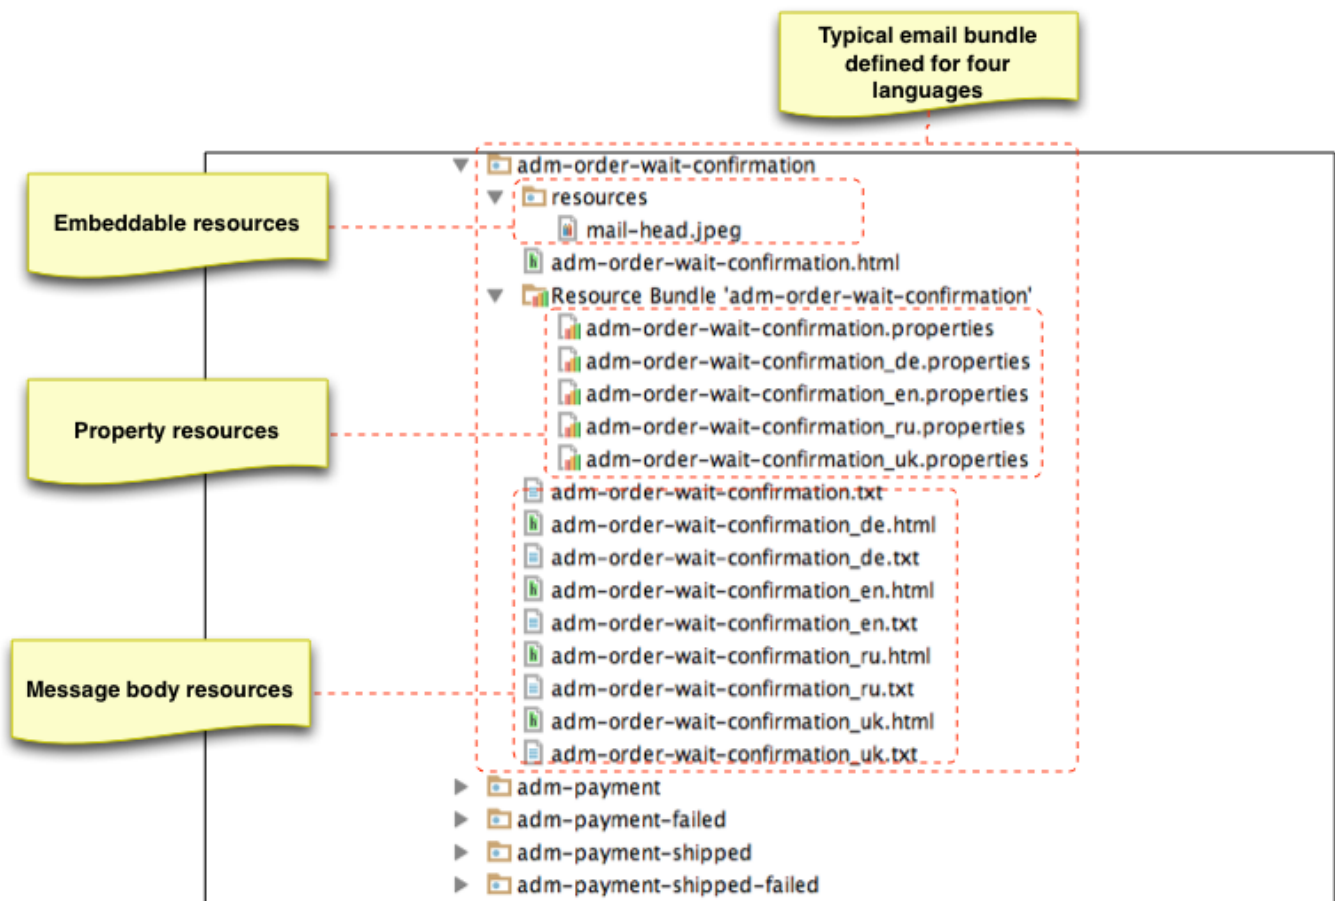 Typical email bundle
defined for four
languages
adm-order-wait-confirmation
resources
Embeddable resources
mail-head.jpeg
adm-order-wait-confirmation.html
Resource Bundle 'adm-order-wait-confirmation'
adm-order-wait-confirmation.properties
adm-order-wait-confirmation_de.properties
adm-order-wait-confirmation_en.properties
Property resources
adm-order-wait-confirmation_ru.properties
adm-order-wait-confirmation_uk.properties
adm-order-wait-confirmation.txt
adm-order-wait-confirmation_de.html
adm-order-wait-confirmation_de.txt
adm-order-wait-confirmation_en.html
adm-order-wait-confirmation_en.txt
adm-order-wait-confirmation_ru.html
Message body resources
adm-order-wait-confirmation_ru.txt
adm-order-wait-confirmation_uk.html
adm-order-wait-confirmation_uk.txt
adm-payment
adm-payment-failed
adm-payment-shipped
adm-payment-shipped-failed